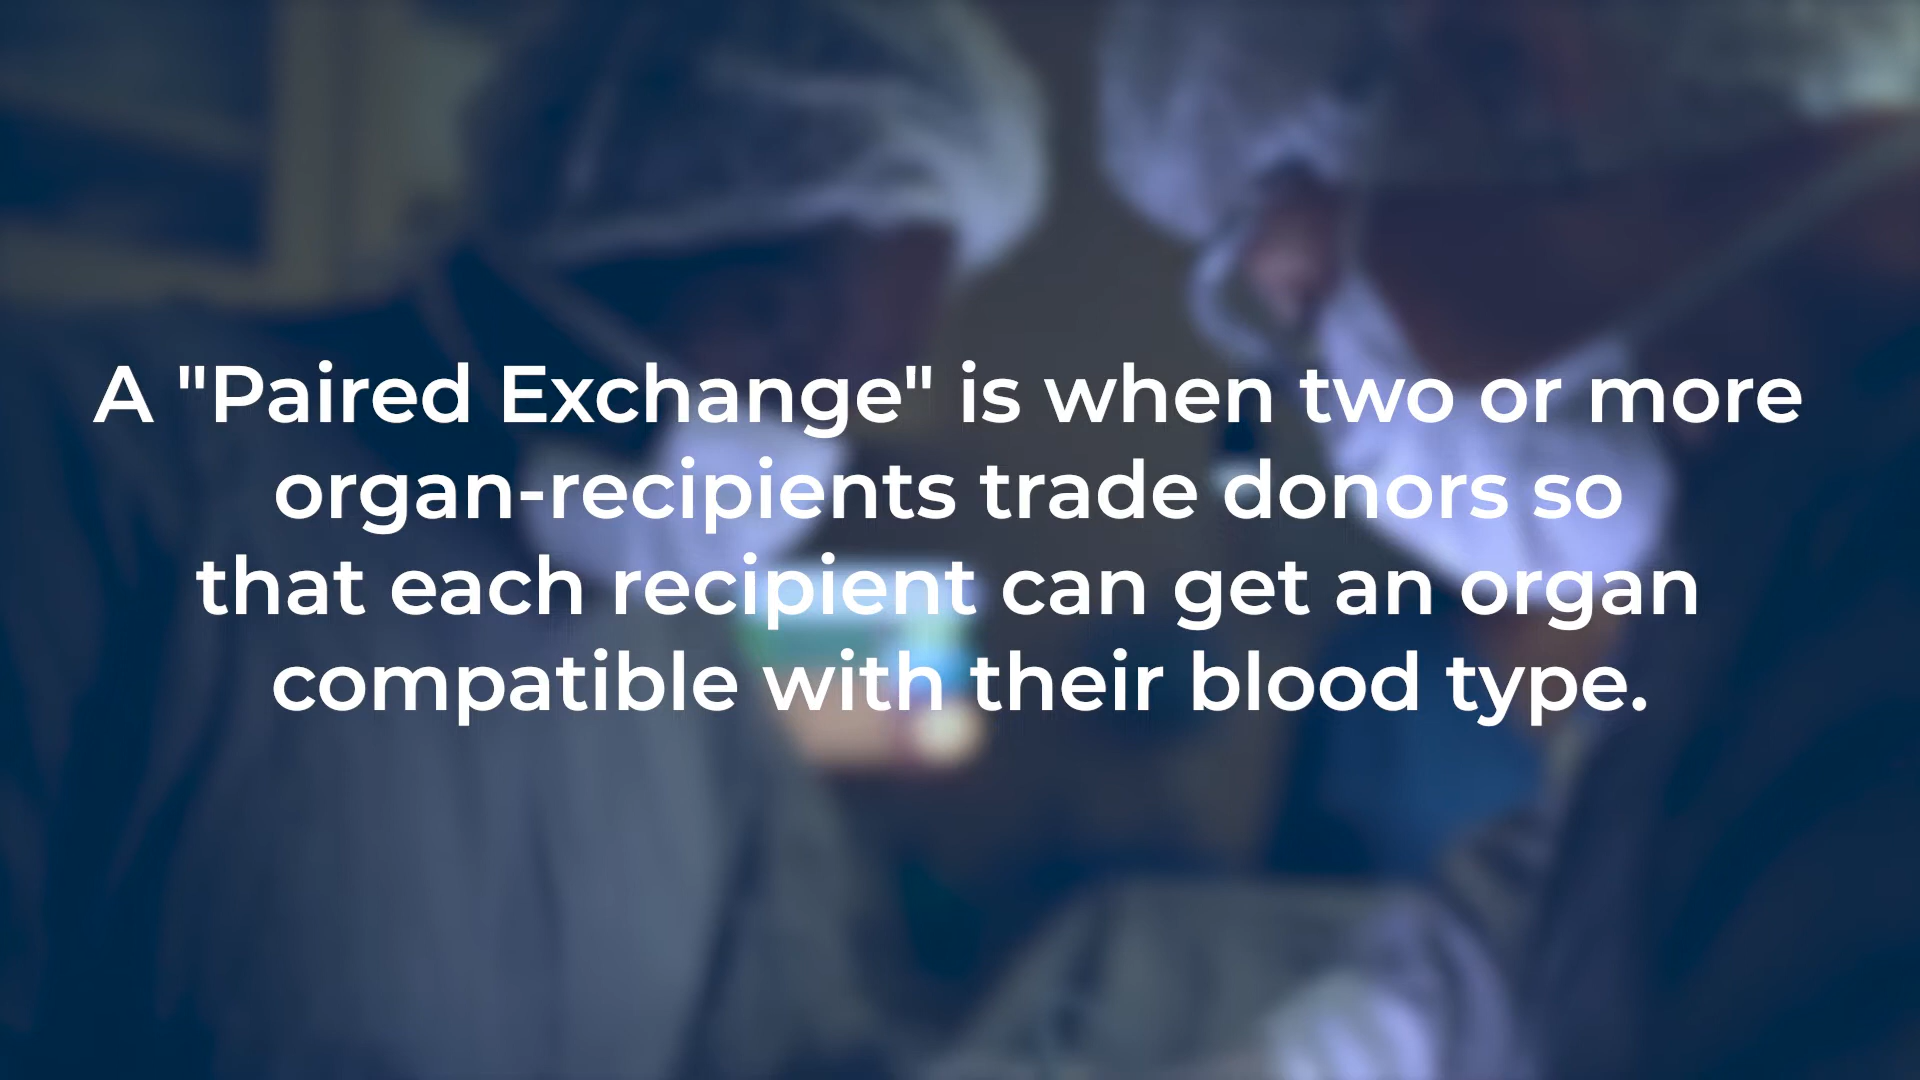 A "Paired Exchange" is when two or more
organ-recipients trade donors so
that each recipient can get an organ
compatible with their blood type.